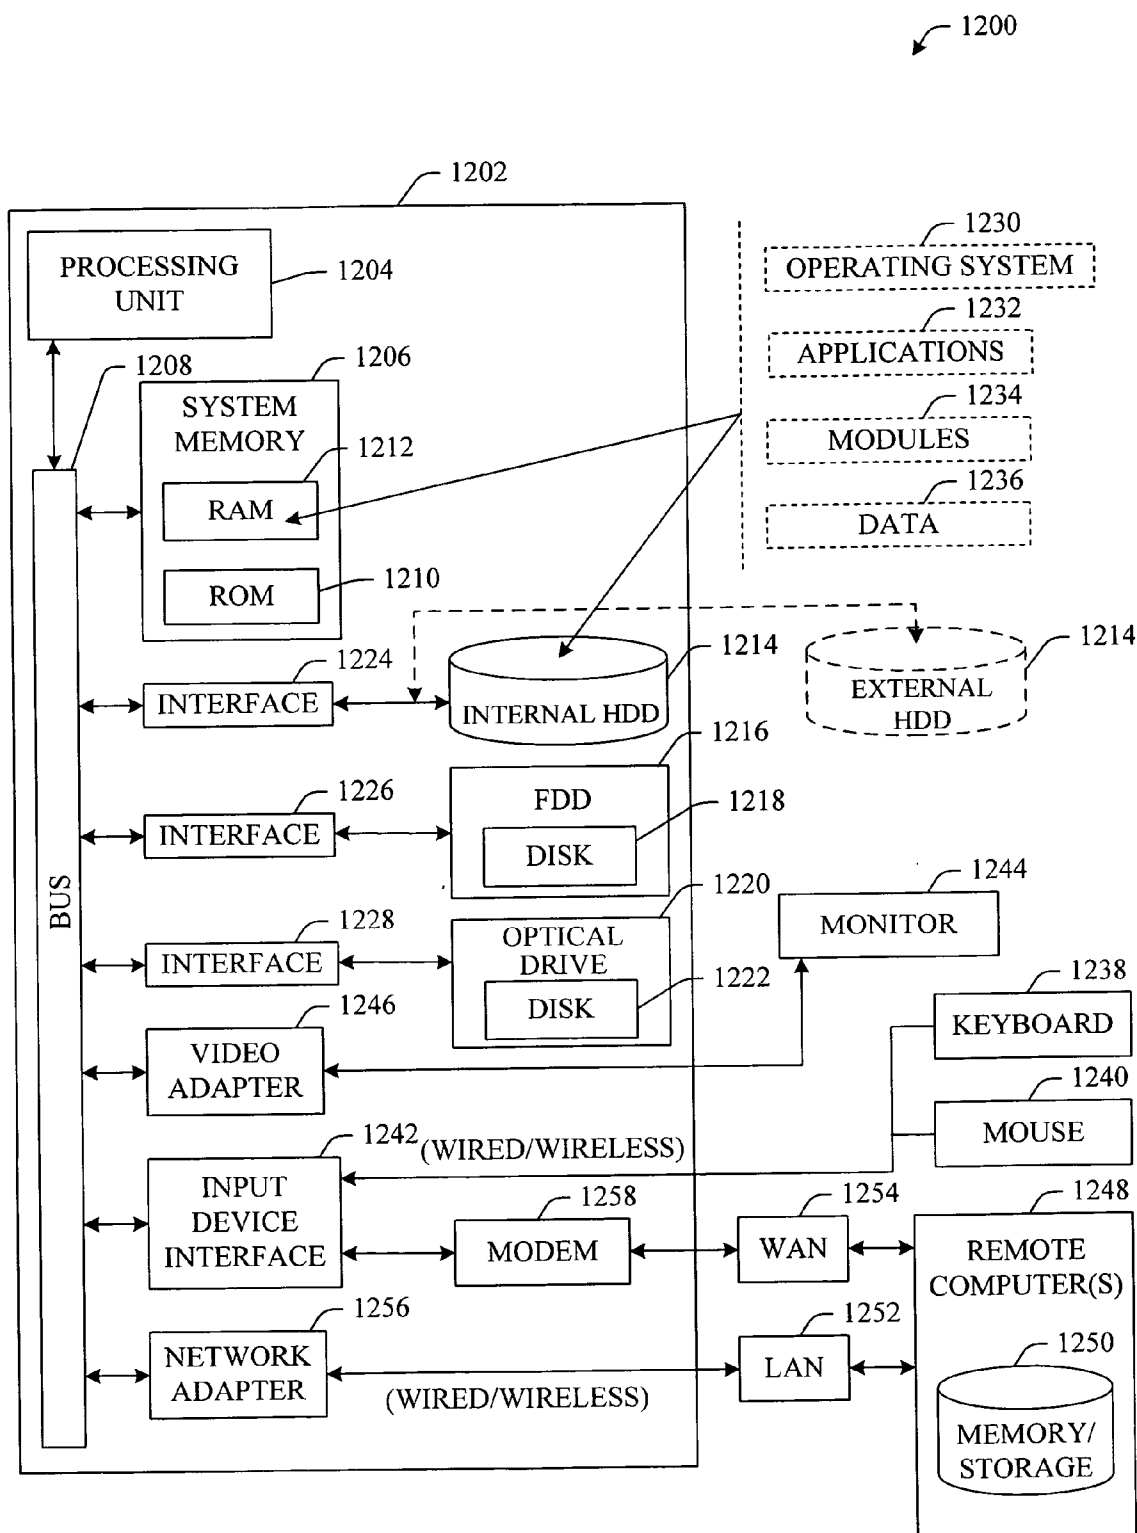 1200
1202
PROCESSING
UNIT
1204
1230
OPERATING SYSTEM
1232
APPLICATIONS
1234
MODULES
1236
DATA
1208
1206
SYSTEM
MEMORY
1212
RAM
1210
ROM
1224
INTERFACE
1214
INTERNAL HDD
1214
EXTERNAL
HDD
1216
FDD
1226
INTERFACE
1218
DISK
BUS
1220
OPTICAL
DRIVE
1228
INTERFACE
1222
DISK
1244
MONITOR
1246
VIDEO
ADAPTER
1238
KEYBOARD
1240
MOUSE
1242
(WIRED/WIRELESS)
INPUT
DEVICE
INTERFACE
1258
MODEM
1254
WAN
1248
REMOTE
COMPUTER(S)
1256
NETWORK
ADAPTER
(WIRED/WIRELESS)
1252
LAN
1250
MEMORY/
STORAGE